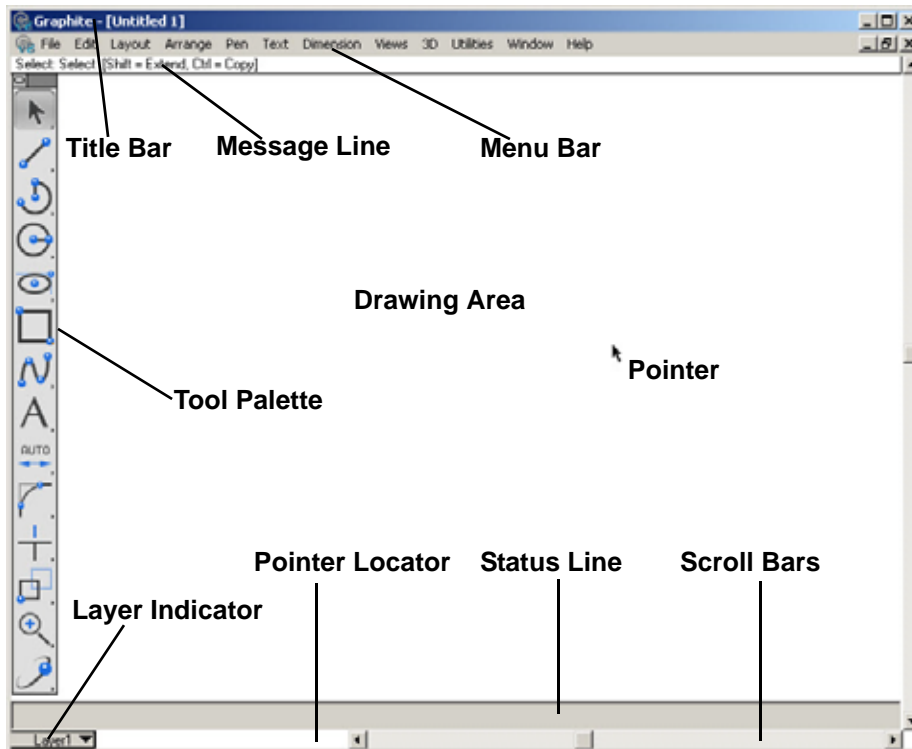 Graphite - [Untitled 1]
File Edit Layout Arrange Pen Text Dimension Views 3D Utilities Window Help
Select: Select [Shift = Extend, Ctrl = Copy]
Title Bar Message Line Menu Bar
Drawing Area
Pointer
Tool Palette
A
AUTO
Pointer Locator Status Line Scroll Bars
Layer Indicator
Layer1